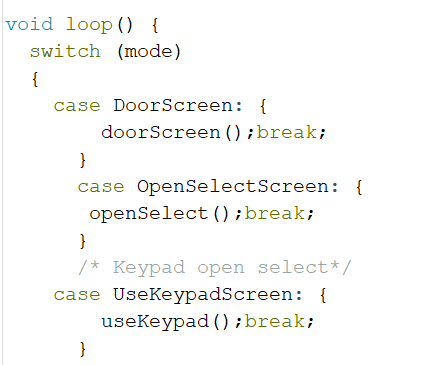 void loop() {
  switch (mode)
  {
    case DoorScreen: {
        doorScreen();break;
      }
      case OpenSelectScreen: {
       openSelect();break;
      }
      /* Keypad open select*/
    case UseKeypadScreen: {
        useKeypad();break;
      }